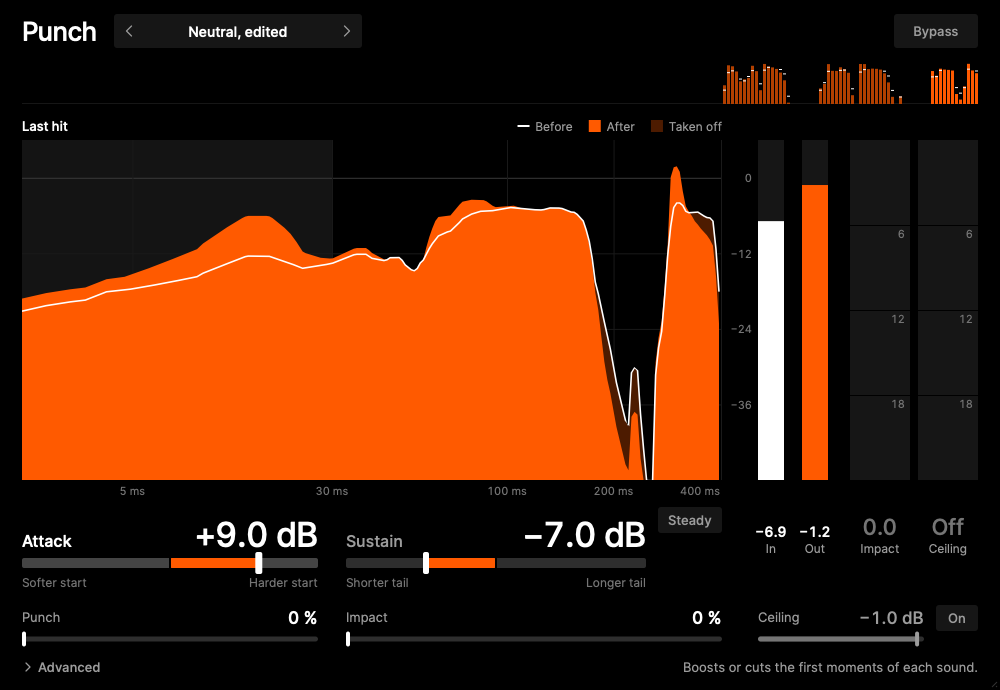 Punch
Neutral, edited
Bypass
Last hit
Before
After
Taken off
0
−12
−24
−36
6
6
12
12
18
18
5 ms
30 ms
100 ms
200 ms
400 ms
Attack
+9.0 dB
Softer start
Harder start
Sustain
−7.0 dB
Shorter tail
Longer tail
Steady
−6.9
In
−1.2
Out
0.0
Impact
Off
Ceiling
Punch
0 %
Impact
0 %
Ceiling
−1.0 dB
On
Advanced
Boosts or cuts the first moments of each sound.